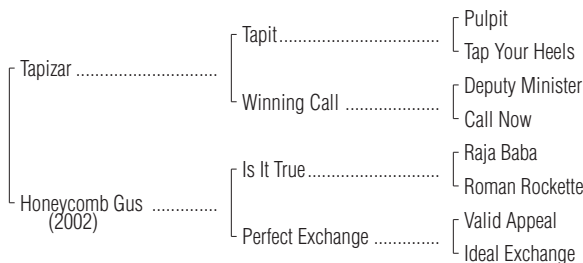 Pulpit
Tapit
Tap Your Heels
Tapizar
Deputy Minister
Winning Call
Call Now
Raja Baba
Is It True
Roman Rockette
Honeycomb Gus
(2002)
Valid Appeal
Perfect Exchange
Ideal Exchange